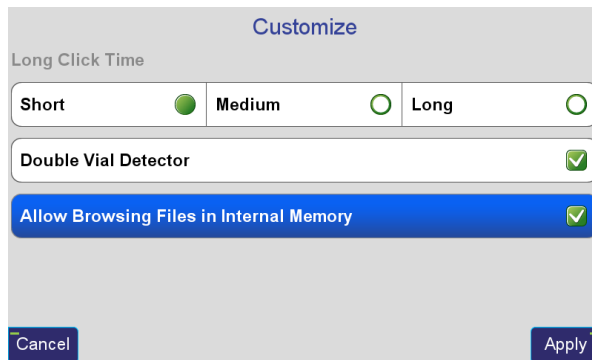 Customize
Long Click Time
Short Medium Long
Double Vial Detector
Allow Browsing Files in Internal Memory
Cancel Apply